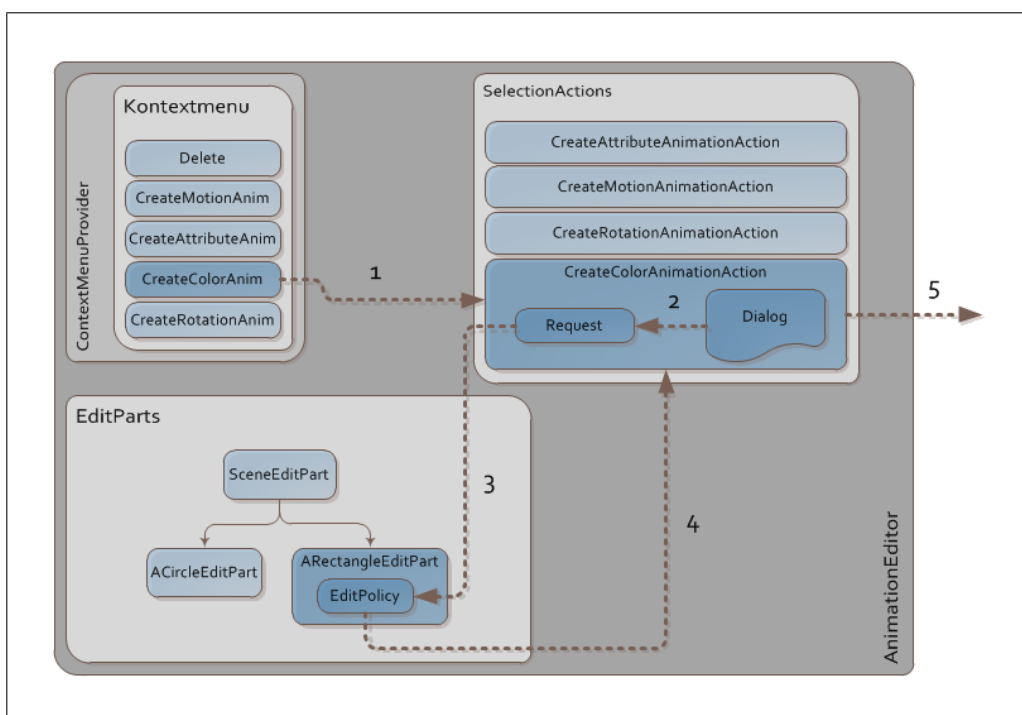 Kontextmenu
Delete
CreateMotionAnim
CreateAttributeAnim
CreateColorAnim
CreateRotationAnim
ContextMenuProvider
1
SelectionActions
CreateAttributeAnimationAction
CreateMotionAnimationAction
CreateRotationAnimationAction
CreateColorAnimationAction
Request
2
Dialog
5
EditParts
SceneEditPart
ACircleEditPart
ARectangleEditPart
EditPolicy
3
4
AnimationEditor